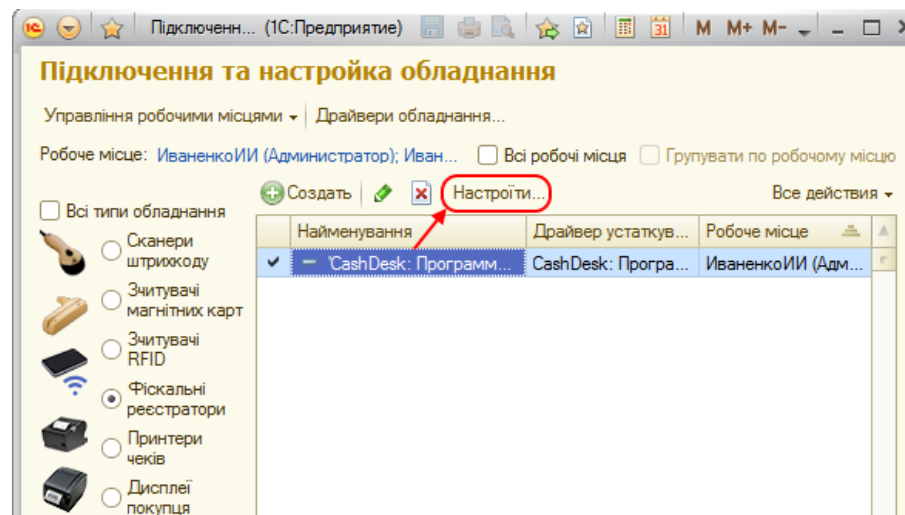 Підключенн... (1С:Предприятие) M M+ M-
Підключення та настройка обладнання
Управління робочими місцями Драйвери обладнання...
Робоче місце: ИваненкоИИ (Администратор); Иван... Всі робочі місця Групувати по робочому місцю
Создать Настроїти... Все действия
Всі типи обладнання
Найменування Драйвер устаткув... Робоче місце
'CashDesk: Программ... CashDesk: Програ... ИваненкоИИ (Адм...
Сканери
штрихкоду
Зчитувачі
магнітних карт
Зчитувачі
RFID
Фіскальні
реєстратори
Принтери
чеків
Дисплеї
покупця